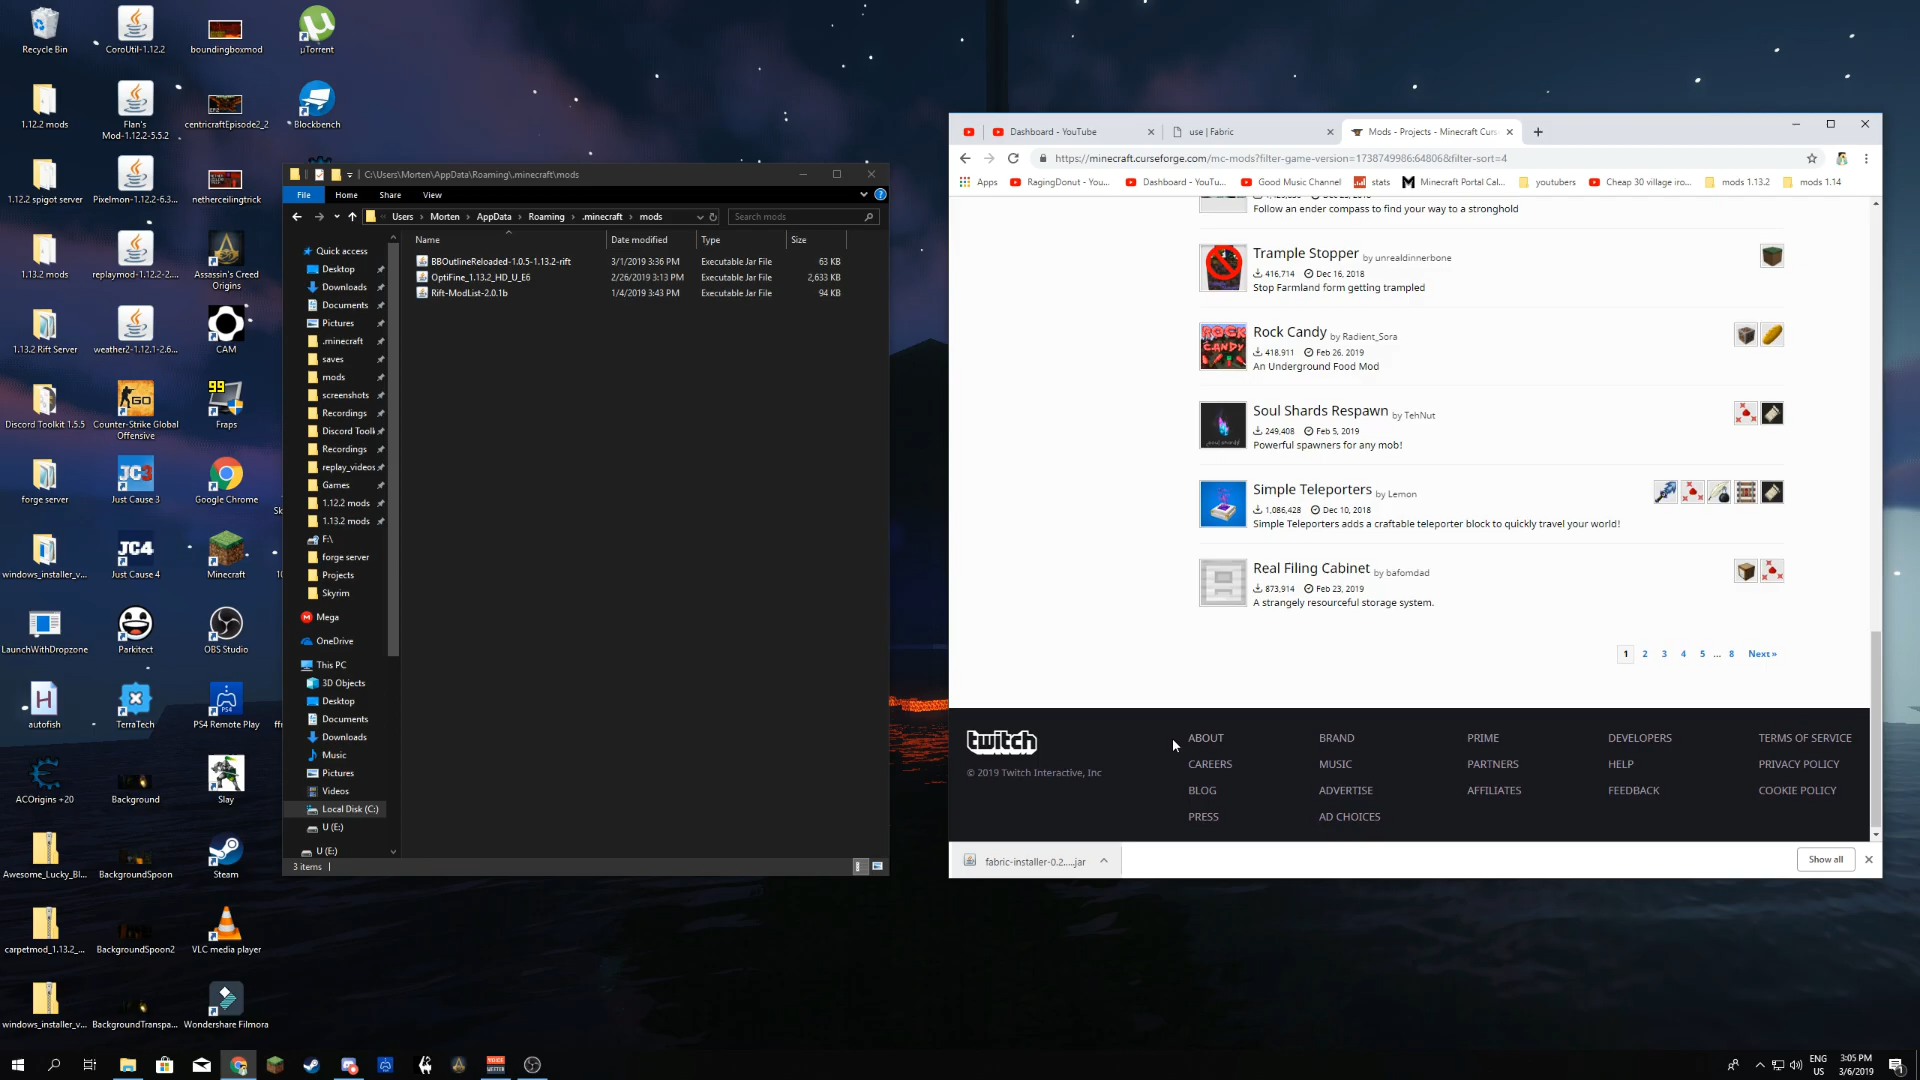 Recycle Bin
CoroUtil-1.12.2
boundingboxmod
µTorrent
1.12.2 mods
Flan's
Mod-1.12.2-5.5.2
centricraftEpisode2_2
Blockbench
1.12.2 spigot server
Pixelmon-1.12.2-6.3...
netherceilingtrick
1.13.2 mods
replaymod-1.12.2-2....
Assassin's Creed
Origins
1.13.2 Rift Server
weather2-1.12.1-2.6...
CAM
Discord Toolkit 1.5.5
Counter-Strike Global
Offensive
99
Fraps
forge server
JC3
Just Cause 3
Google Chrome
windows_installer_v...
JC4
Just Cause 4
Minecraft
LaunchWithDropzone
Parkitect
OBS Studio
H
autofish
TerraTech
PS4
PS4 Remote Play
ACOrigins +20
Background
Slay
Awesome_Lucky_Bl...
BackgroundSpoon
Steam
carpetmod_1.13.2_...
BackgroundSpoon2
VLC media player
windows_installer_v...
BackgroundTranspa...
Wondershare Filmora
C:\Users\Morten\AppData\Roaming\.minecraft\mods
File Home Share View
Users Morten AppData Roaming .minecraft mods
Search mods
Name Date modified Type Size
BBOutlineReloaded-1.0.5-1.13.2-rift 3/1/2019 3:36 PM Executable Jar File 63 KB
OptiFine_1.13.2_HD_U_E6 2/26/2019 3:13 PM Executable Jar File 2,633 KB
Rift-ModList-2.0.1b 1/4/2019 3:43 PM Executable Jar File 94 KB
Quick access
Desktop
Downloads
Documents
Pictures
.minecraft
saves
mods
screenshots
Recordings
Discord Toolk
Recordings
replay_videos
Games
1.12.2 mods
1.13.2 mods
F:\
forge server
Projects
Skyrim
Mega
OneDrive
This PC
3D Objects
Desktop
Documents
Downloads
Music
Pictures
Videos
Local Disk (C:)
U (E:)
U (E:)
3 items
Dashboard - YouTube
use | Fabric
Mods - Projects - Minecraft Curs
https://minecraft.curseforge.com/mc-mods?filter-game-version=1738749986:64806&filter-sort=4
Apps RagingDonut - You... Dashboard - YouTu... Good Music Channel stats Minecraft Portal Cal... youtubers Cheap 30 village iro... mods 1.13.2 mods 1.14
Follow an ender compass to find your way to a stronghold
Trample Stopper by unrealdinnerbone
416,714 Dec 16, 2018
Stop Farmland form getting trampled
ROCK
CANDY
Rock Candy by Radient_Sora
418,911 Feb 26, 2019
An Underground Food Mod
Soul Shards Respawn by TehNut
249,408 Feb 5, 2019
Powerful spawners for any mob!
Simple Teleporters by Lemon
1,086,428 Dec 10, 2018
Simple Teleporters adds a craftable teleporter block to quickly travel your world!
Real Filing Cabinet by bafomdad
873,914 Feb 23, 2019
A strangely resourceful storage system.
1 2 3 4 5 ... 8 Next »
twitch
© 2019 Twitch Interactive, Inc
ABOUT BRAND PRIME DEVELOPERS TERMS OF SERVICE
CAREERS MUSIC PARTNERS HELP PRIVACY POLICY
BLOG ADVERTISE AFFILIATES FEEDBACK COOKIE POLICY
PRESS AD CHOICES
fabric-installer-0.2....jar
Show all
ENG
US
3:05 PM
3/6/2019